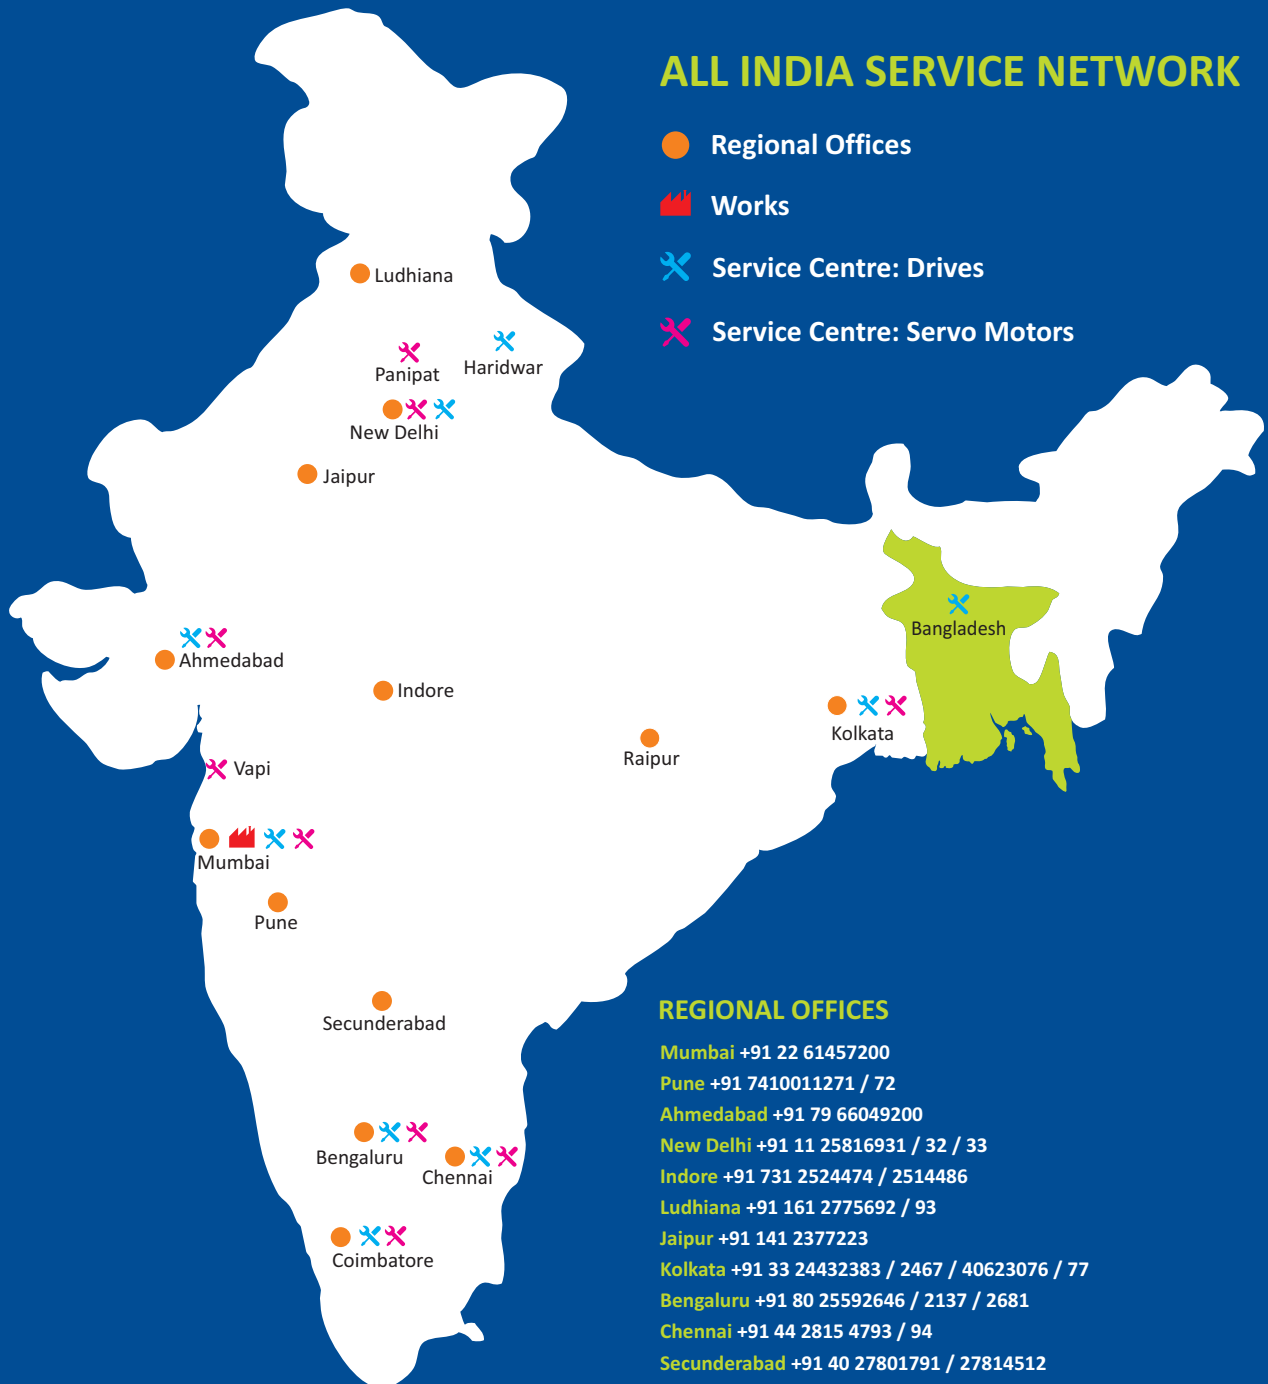 ALL INDIA SERVICE NETWORK
Regional Offices
Works
Service Centre: Drives
Service Centre: Servo Motors
Ludhiana
Panipat
Haridwar
New Delhi
Jaipur
Bangladesh
Ahmedabad
Indore
Kolkata
Raipur
Vapi
Mumbai
Pune
Secunderabad
Bengaluru
Chennai
Coimbatore
REGIONAL OFFICES
Mumbai +91 22 61457200
Pune +91 7410011271 / 72
Ahmedabad +91 79 66049200
New Delhi +91 11 25816931 / 32 / 33
Indore +91 731 2524474 / 2514486
Ludhiana +91 161 2775692 / 93
Jaipur +91 141 2377223
Kolkata +91 33 24432383 / 2467 / 40623076 / 77
Bengaluru +91 80 25592646 / 2137 / 2681
Chennai +91 44 2815 4793 / 94
Secunderabad +91 40 27801791 / 27814512